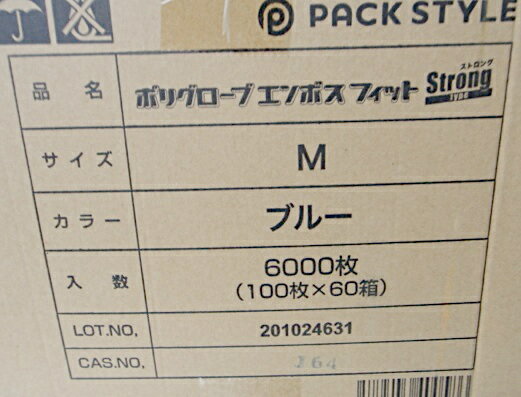 PACK STYLE
品名 ポリグローブエンボスフィット Strong ストロング TYPE
サイズ M
カラー ブルー
入数 6000枚
(100枚×60箱)
LOT.NO. 201024631
CAS.NO. 264